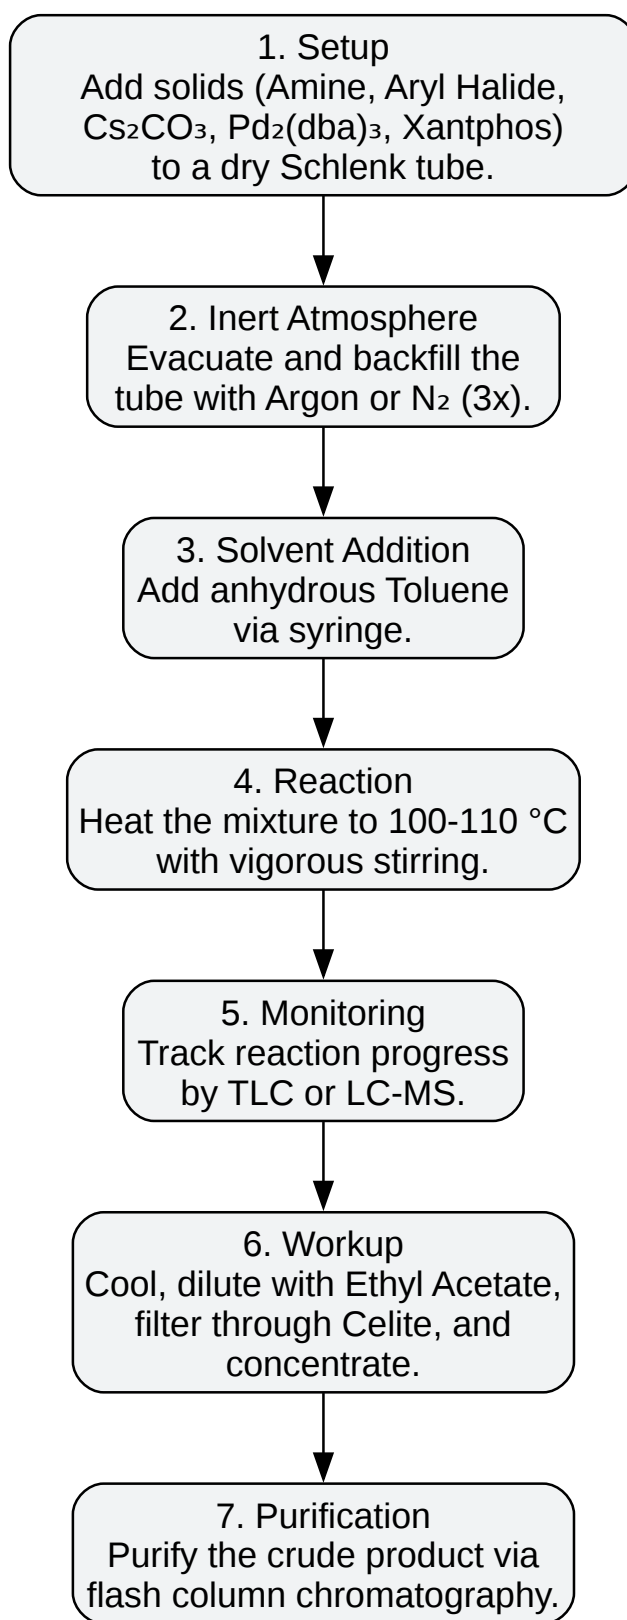 1. Setup
Add solids (Amine, Aryl Halide,
Cs₂CO₃, Pd₂(dba)₃, Xantphos)
to a dry Schlenk tube.
2. Inert Atmosphere
Evacuate and backfill the
tube with Argon or N₂ (3x).
3. Solvent Addition
Add anhydrous Toluene
via syringe.
4. Reaction
Heat the mixture to 100-110 °C
with vigorous stirring.
5. Monitoring
Track reaction progress
by TLC or LC-MS.
6. Workup
Cool, dilute with Ethyl Acetate,
filter through Celite, and
concentrate.
7. Purification
Purify the crude product via
flash column chromatography.